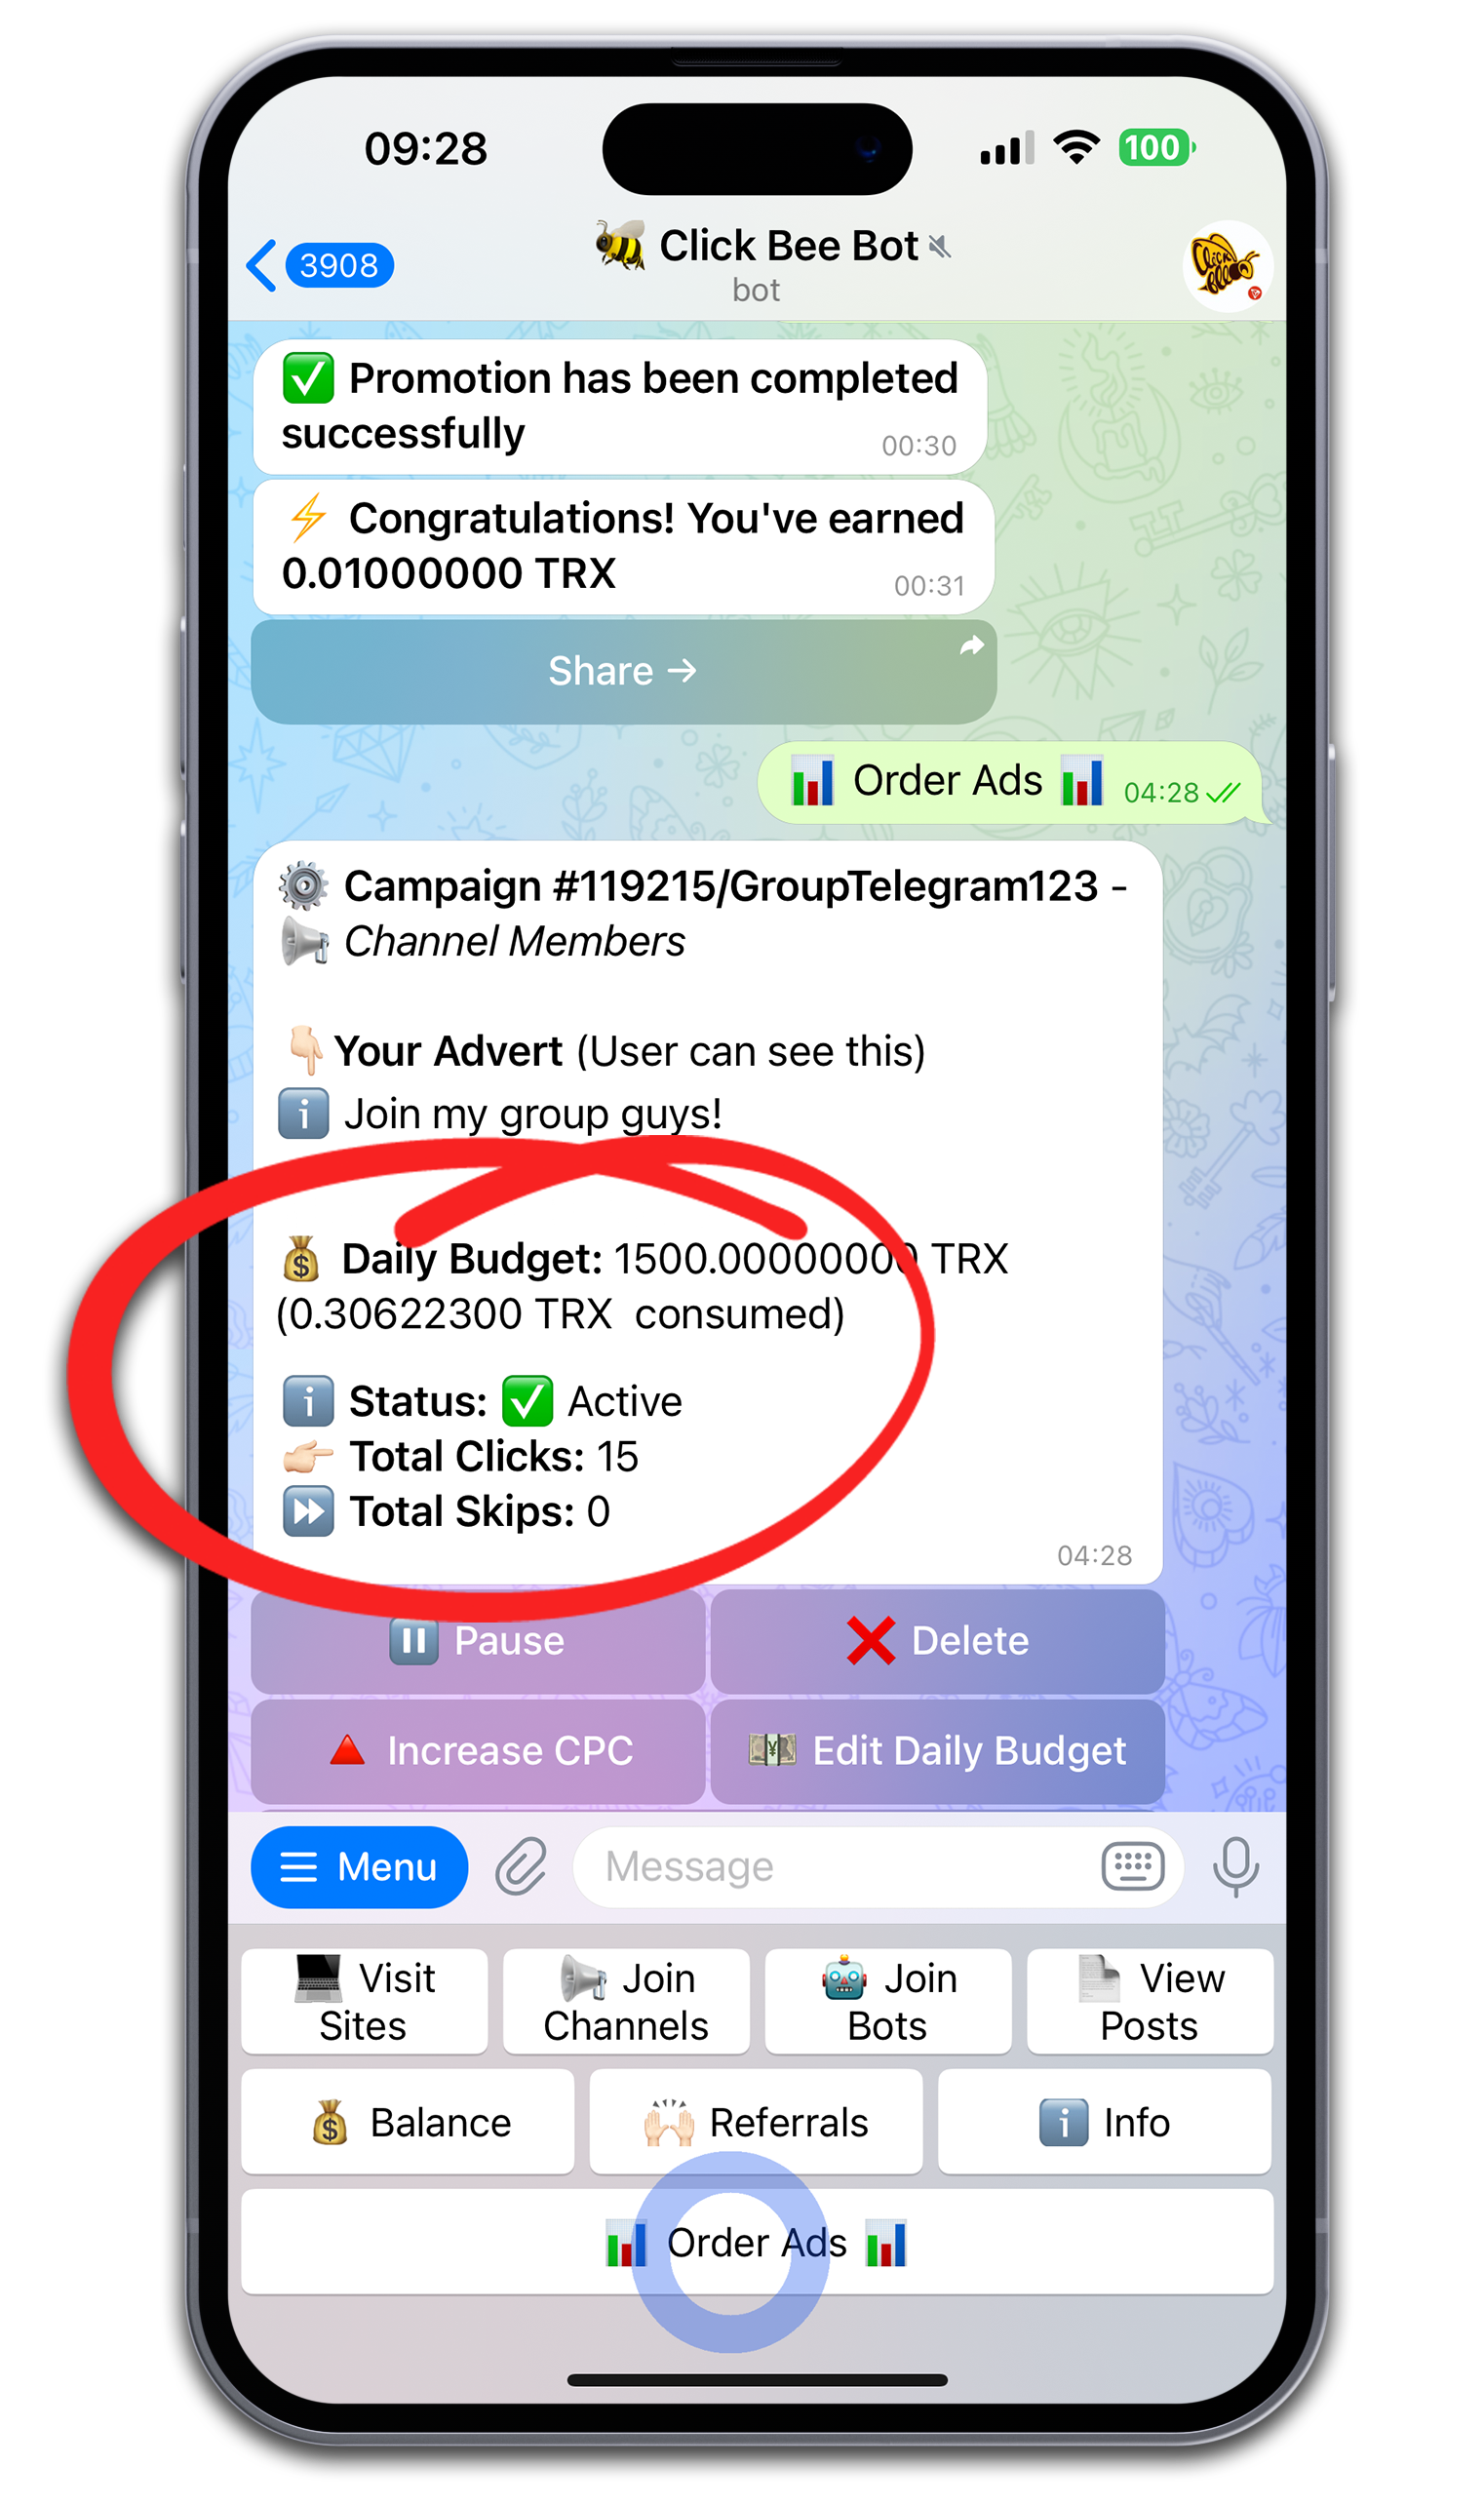 09:28
100
3908
Click Bee Bot
bot
Click
Bee
Promotion has been completed
successfully
00:30
Congratulations! You've earned
0.01000000 TRX
00:31
Share →
Order Ads
04:28
Campaign #119215/GroupTelegram123 -
Channel Members
Your Advert (User can see this)
Join my group guys!
Daily Budget: 1500.00000000 TRX
(0.30622300 TRX consumed)
Status: ✅ Active
Total Clicks: 15
Total Skips: 0
04:28
Pause
Delete
Increase CPC
Edit Daily Budget
Menu
Message
Visit
Sites
Join
Channels
Join
Bots
View
Posts
Balance
Referrals
Info
Order Ads